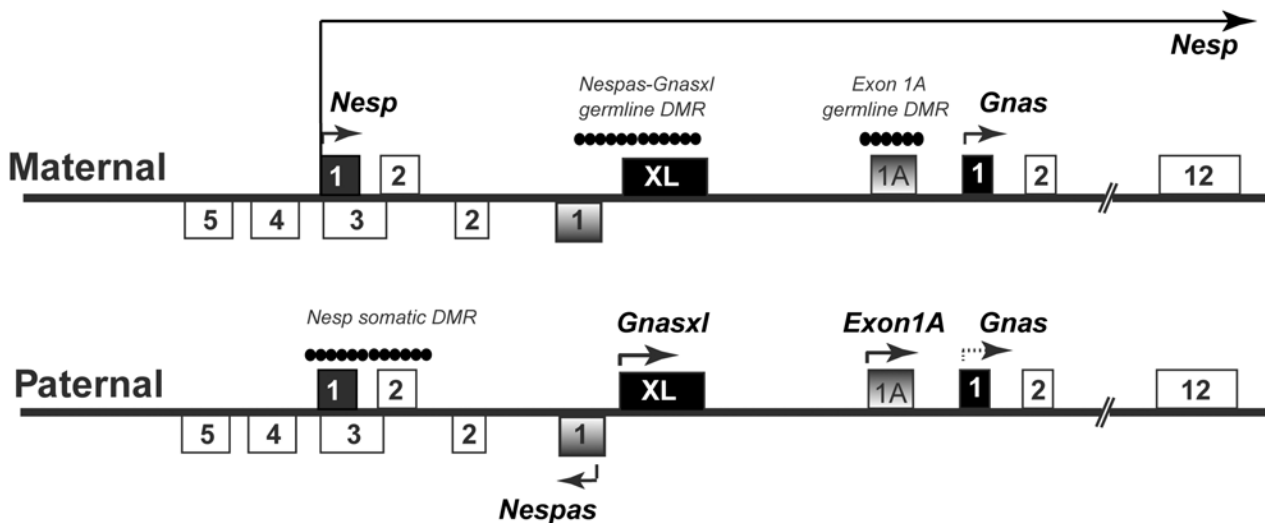 Nesp
Nesp
Nespas-Gnasxl
germline DMR
Exon 1A
germline DMR
Gnas
Maternal
1 2 XL 1A 1 2 12
5 4 3 2 1
Nesp somatic DMR
Gnasxl
Exon1A
Gnas
Paternal
1 2 XL 1A 1 2 12
5 4 3 2 1
Nespas